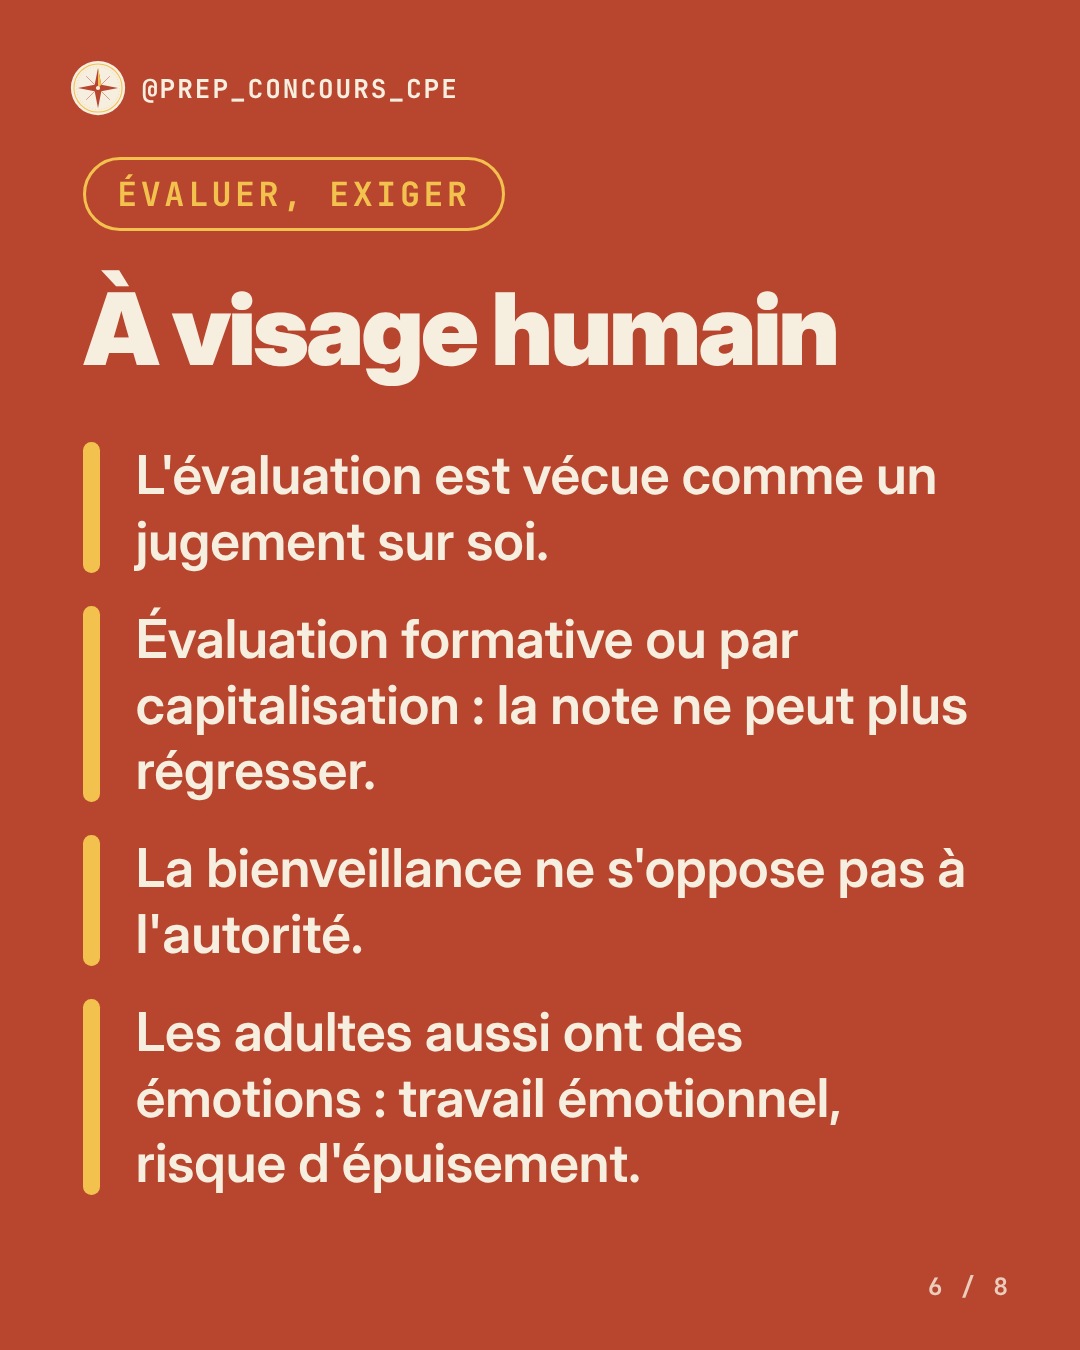 @PREP_CONCOURS_CPE
ÉVALUER, EXIGER
À visage humain
L'évaluation est vécue comme un
jugement sur soi.
Évaluation formative ou par
capitalisation : la note ne peut plus
régresser.
La bienveillance ne s'oppose pas à
l'autorité.
Les adultes aussi ont des
émotions : travail émotionnel,
risque d'épuisement.
6 / 8